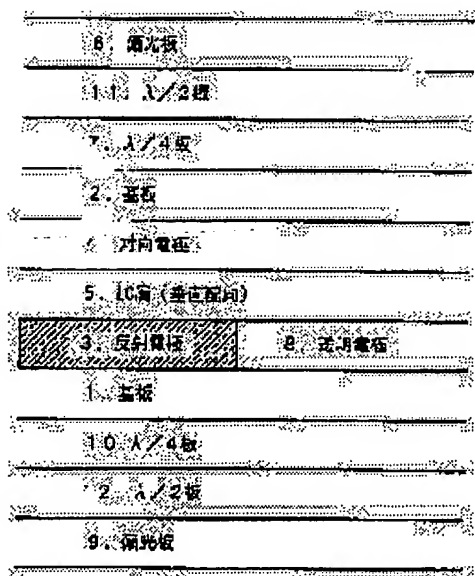 6. 偏光板
11. λ/2板
7. λ/4板
2. 基板
4. 対向電極
5. LC層 (垂直配向)
3. 反射電極 8. 透明電極
1. 基板
10 λ/4板
2. λ/2板
9. 偏光板